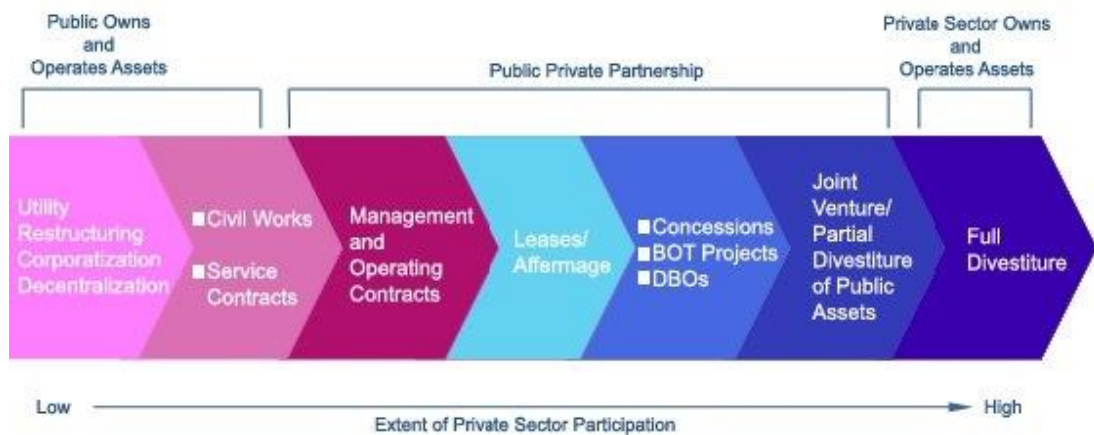 Public Owns
and
Operates Assets
Public Private Partnership
Private Sector Owns
and
Operates Assets
Utility
Restructuring
Corporatization
Decentralization
Civil Works
Service
Contracts
Management
and
Operating
Contracts
Leases/
Affermage
Concessions
BOT Projects
DBOs
Joint
Venture/
Partial
Divestiture
of Public
Assets
Full
Divestiture
Low
Extent of Private Sector Participation
High